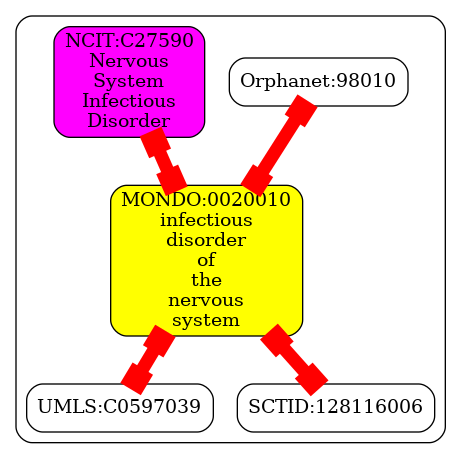 NCIT:C27590
Nervous
System
Infectious
Disorder
Orphanet:98010
MONDO:0020010
infectious
disorder
of
the
nervous
system
UMLS:C0597039
SCTID:128116006